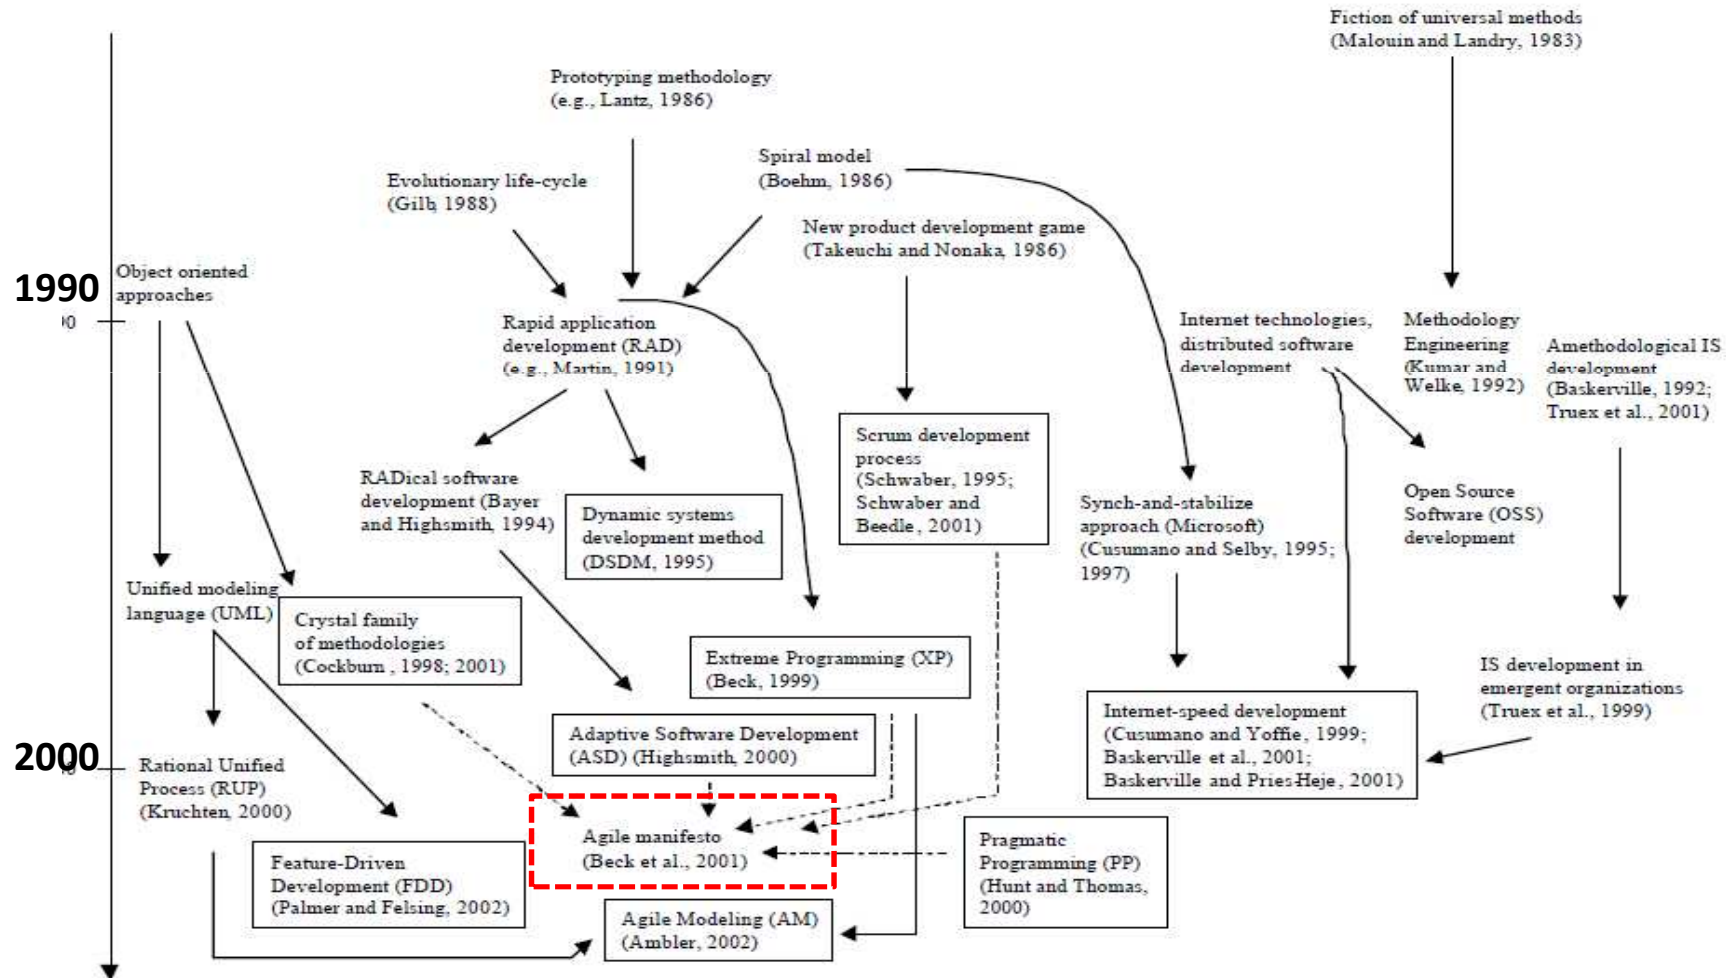 Fiction of universal methods
(Malouin and Landry, 1983)
Prototyping methodology
(e.g., Lantz, 1986)
Spiral model
(Boehm, 1986)
Evolutionary life-cycle
(Gilb, 1988)
New product development game
(Takeuchi and Nonaka, 1986)
1990
Object oriented
approaches
Rapid application
development (RAD)
(e.g., Martin, 1991)
Internet technologies,
distributed software
development
Methodology
Engineering
(Kumar and
Welke, 1992)
Amethodological IS
development
(Baskerville, 1992;
Truex et al., 2001)
Scrum development
process
(Schwaber, 1995;
Schwaber and
Beedle, 2001)
RADical software
development (Bayer
and Highsmith, 1994)
Dynamic systems
development method
(DSDM, 1995)
Synch-and-stabilize
approach (Microsoft)
(Cusumano and Selby, 1995;
1997)
Open Source
Software (OSS)
development
Unified modeling
language (UML)
Crystal family
of methodologies
(Cockburn, 1998; 2001)
Extreme Programming (XP)
(Beck, 1999)
IS development in
emergent organizations
(Truex et al., 1999)
Internet-speed development
(Cusumano and Yoffie, 1999;
Baskerville et al., 2001;
Baskerville and Pries-Heje, 2001)
Adaptive Software Development
(ASD) (Highsmith, 2000)
2000
Rational Unified
Process (RUP)
(Kruchten, 2000)
Agile manifesto
(Beck et al., 2001)
Pragmatic
Programming (PP)
(Hunt and Thomas,
2000)
Feature-Driven
Development (FDD)
(Palmer and Felsing, 2002)
Agile Modeling (AM)
(Ambler, 2002)